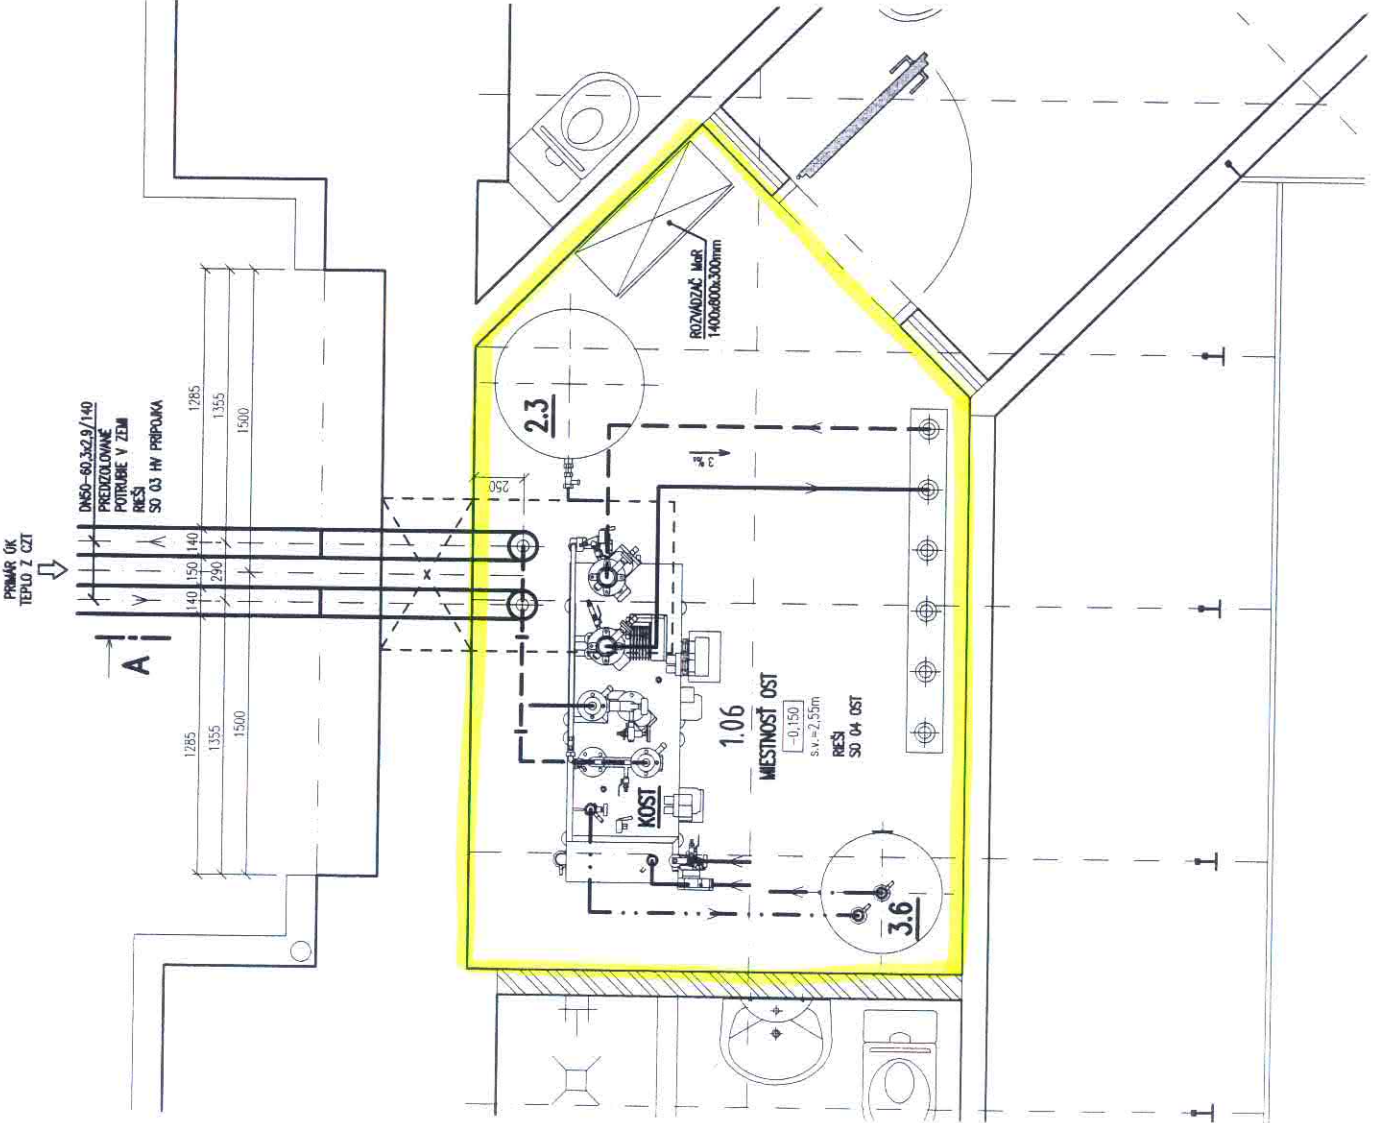 PRIMÁR ÚK
TEPLO Z CZT
DN50-60,3x2,9/140
PREDIZOLOVANÉ
POTRUBIE V ZEMI
RIEŠI
SO 03 HV PRÍPOJKA
1285
1355
1500
140
150
290
140
1285
1355
1500
A
250
x
ROZVÁDZAČ MaR
1400x800x300mm
2.3
3 ‰
KOST
1.06
MIESTNOSŤ OST
-0,150
s.v.=2,55m
RIEŠI
SO 04 OST
3.6